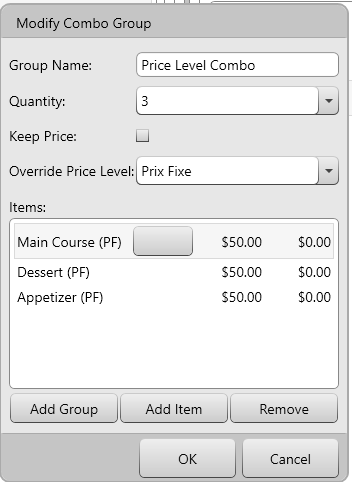 Modify Combo Group
Group Name: Price Level Combo
Quantity: 3
Keep Price:
Override Price Level: Prix Fixe
Items:
Main Course (PF) $50.00 $0.00
Dessert (PF) $50.00 $0.00
Appetizer (PF) $50.00 $0.00
Add Group Add Item Remove
OK Cancel